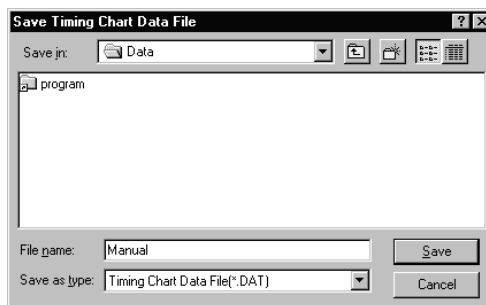 Save Timing Chart Data File
Save in: Data
program
File name: Manual
Save
Save as type: Timing Chart Data File(*.DAT)
Cancel